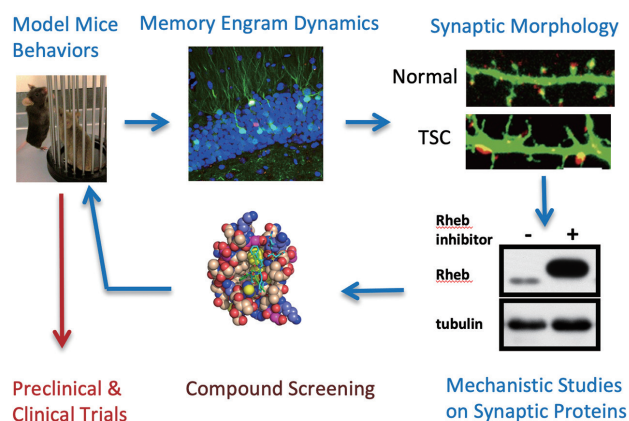 Model Mice
Behaviors
Memory Engram Dynamics
Synaptic Morphology
Normal
TSC
Rheb
inhibitor
- +
Rheb
tubulin
Preclinical &
Clinical Trials
Compound Screening
Mechanistic Studies
on Synaptic Proteins